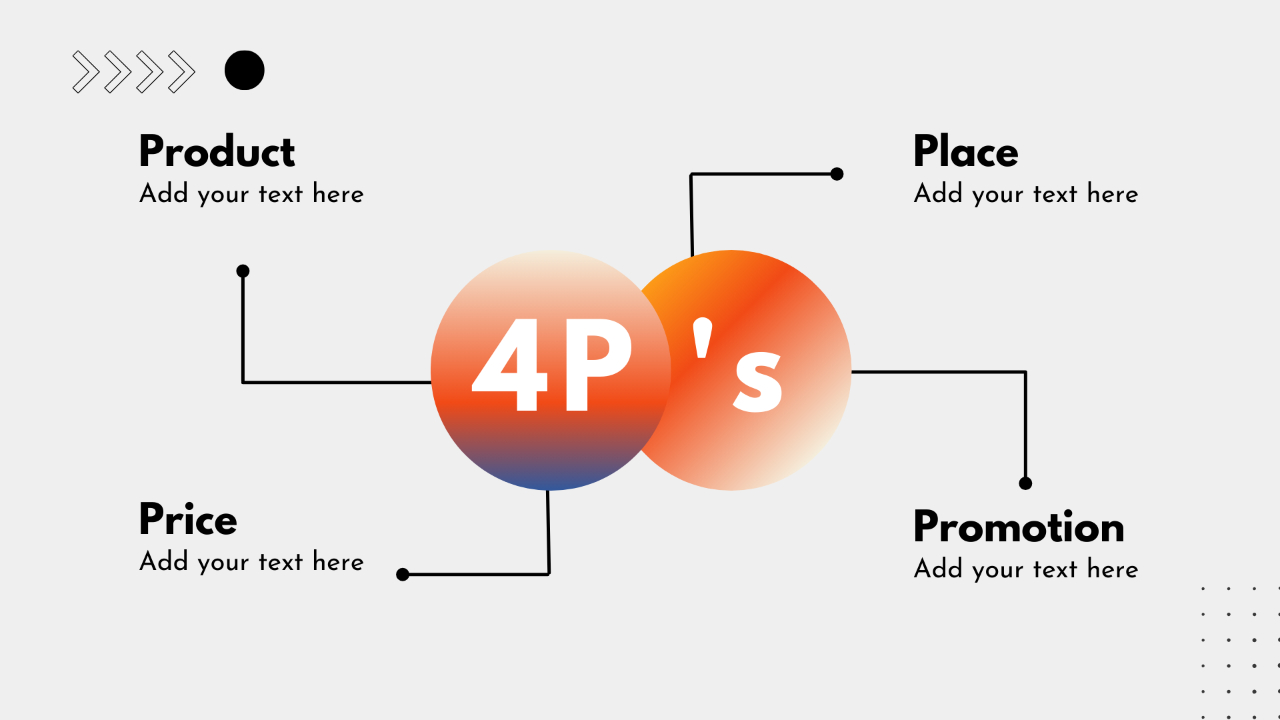 Product
Add your text here
Place
Add your text here
4P's
Price
Add your text here
Promotion
Add your text here